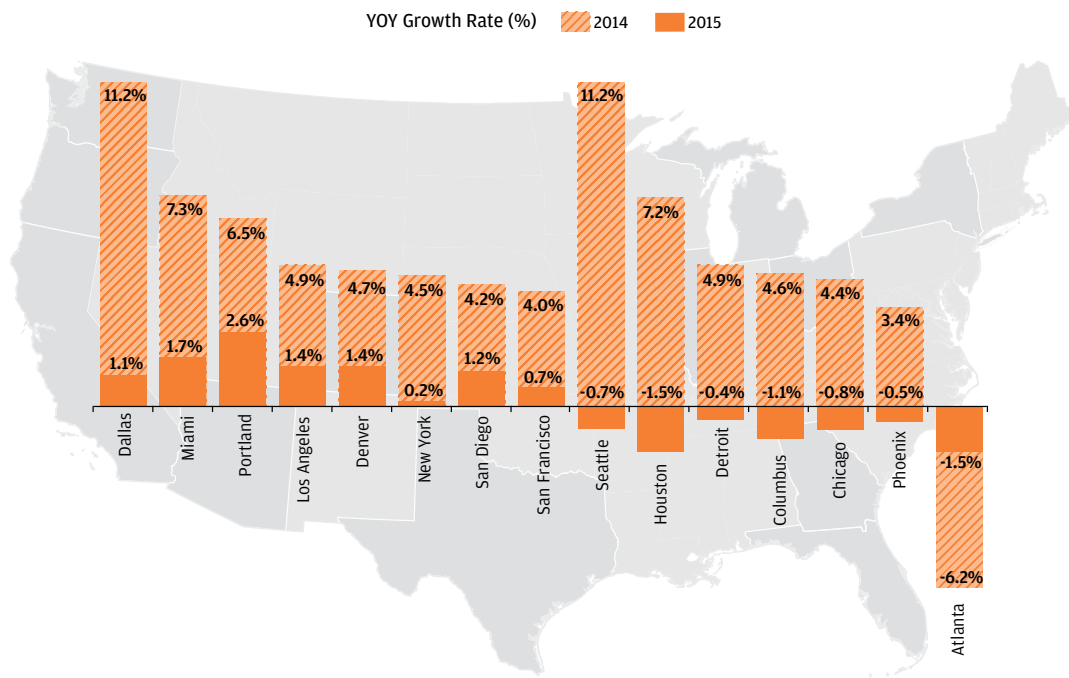 YOY Growth Rate (%) 2014 2015
11.2% 11.2%
7.3% 7.2%
6.5%
4.9% 4.7% 4.5% 4.2% 4.0% 4.9% 4.6% 4.4% 3.4%
2.6%
1.1% 1.7% 1.4% 1.4% 0.2% 1.2% 0.7% -0.7% -1.5% -0.4% -1.1% -0.8% -0.5%
Dallas
Miami
Portland
Los Angeles
Denver
New York
San Diego
San Francisco
Seattle
Houston
Detroit
Columbus
Chicago
Phoenix
-1.5%
-6.2%
Atlanta